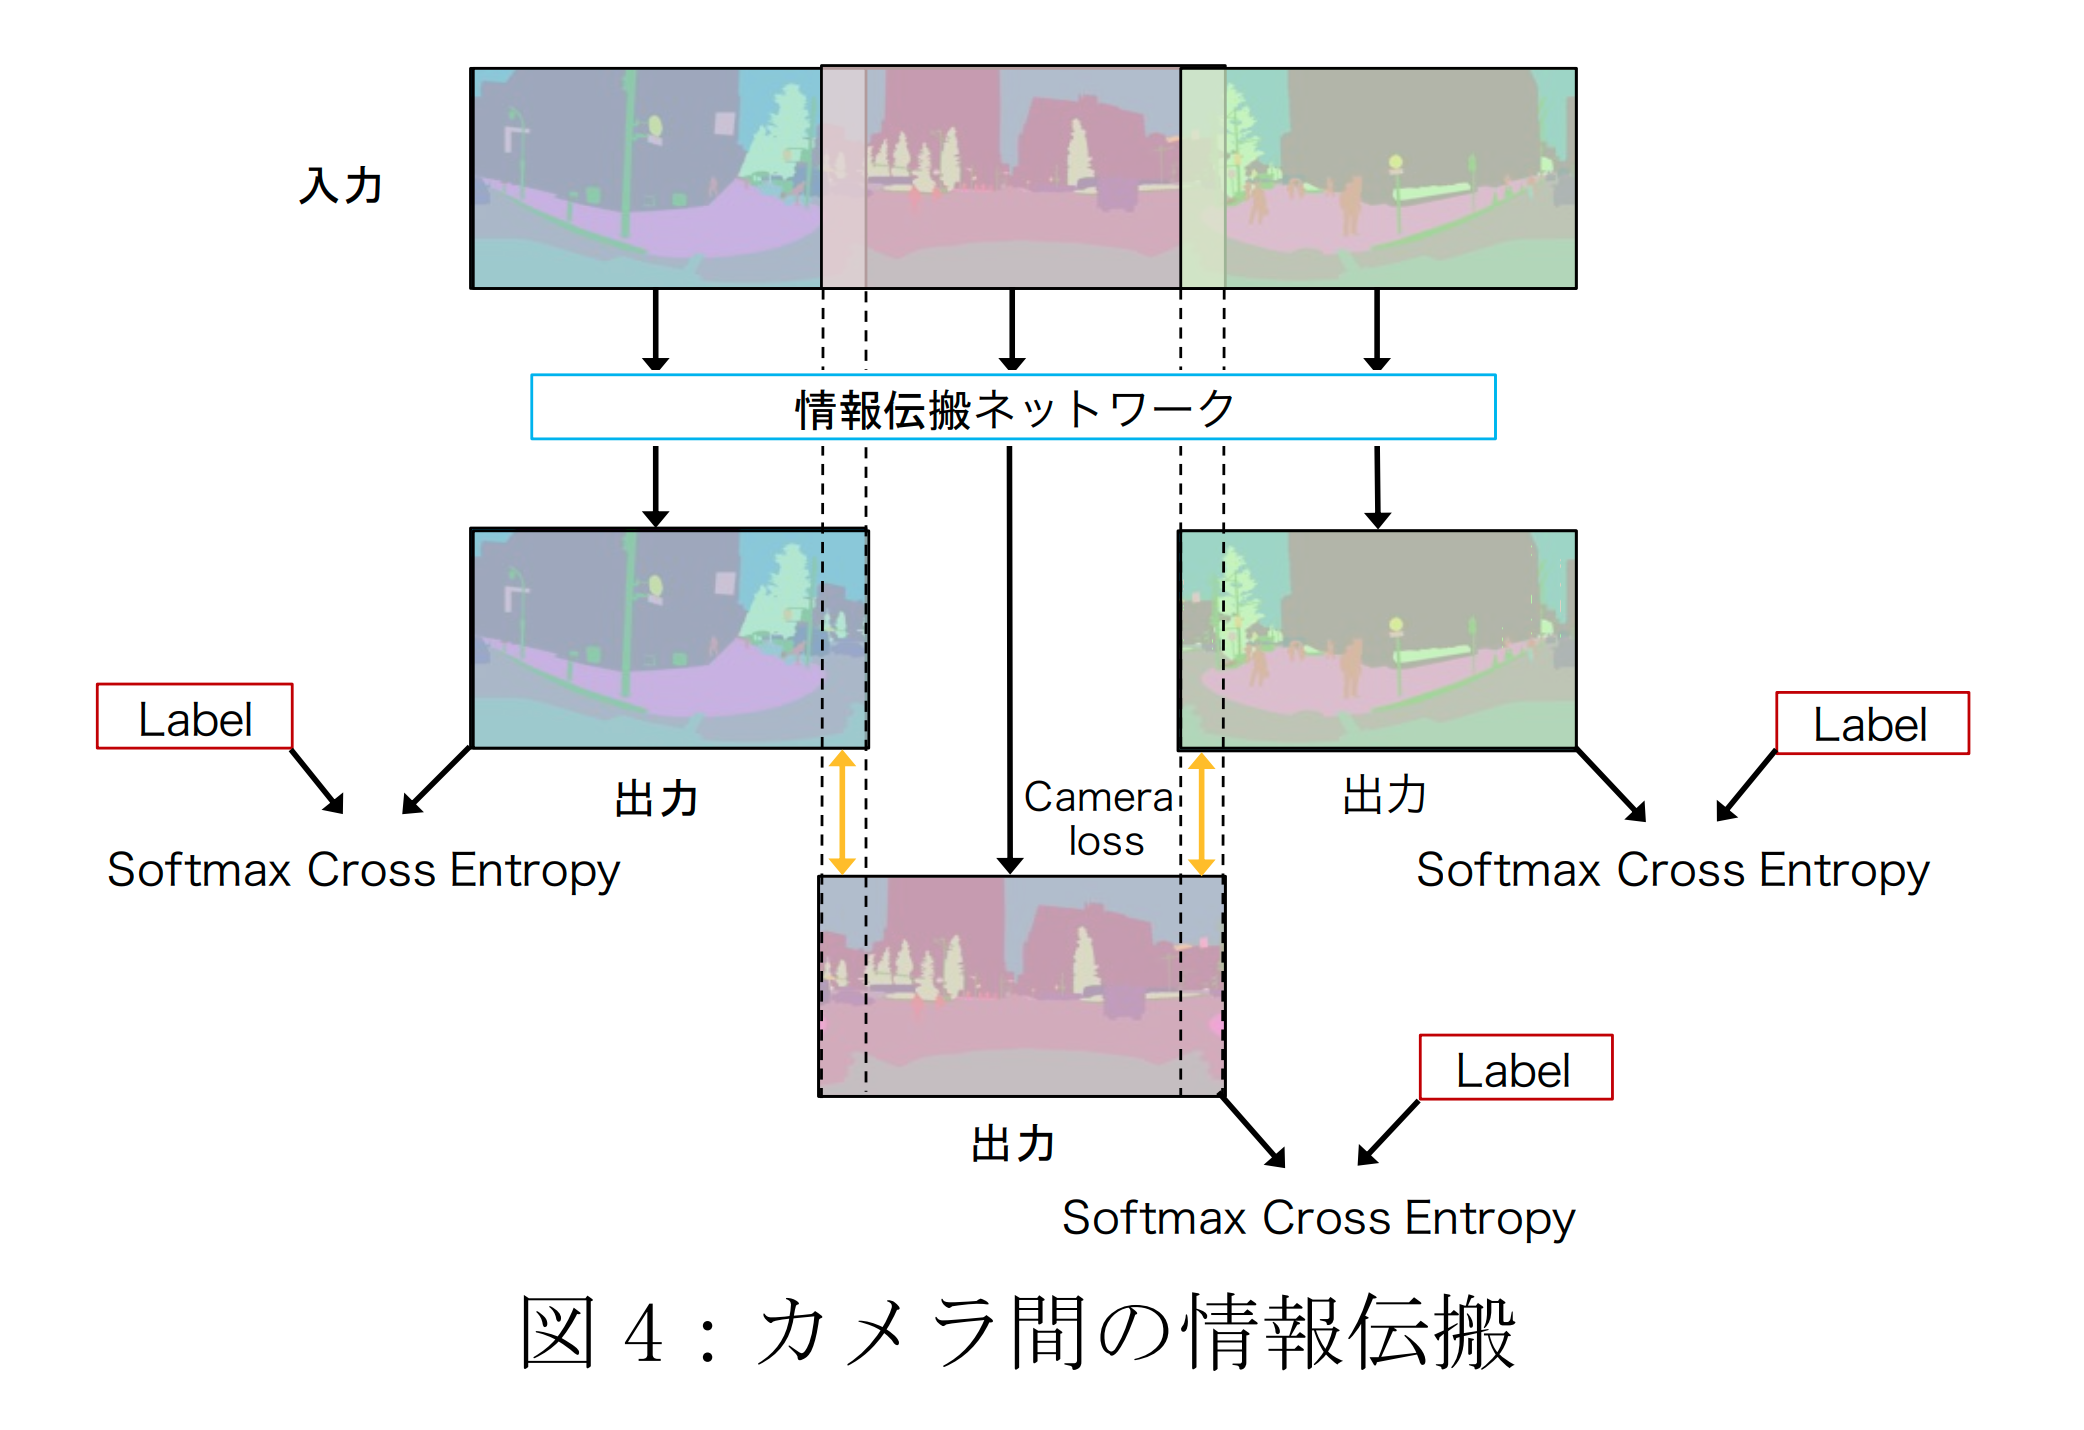 入力
情報伝搬ネットワーク
Label
Label
出力
Camera
loss
出力
Softmax Cross Entropy
Softmax Cross Entropy
Label
出力
Softmax Cross Entropy
図 4：カメラ間の情報伝搬